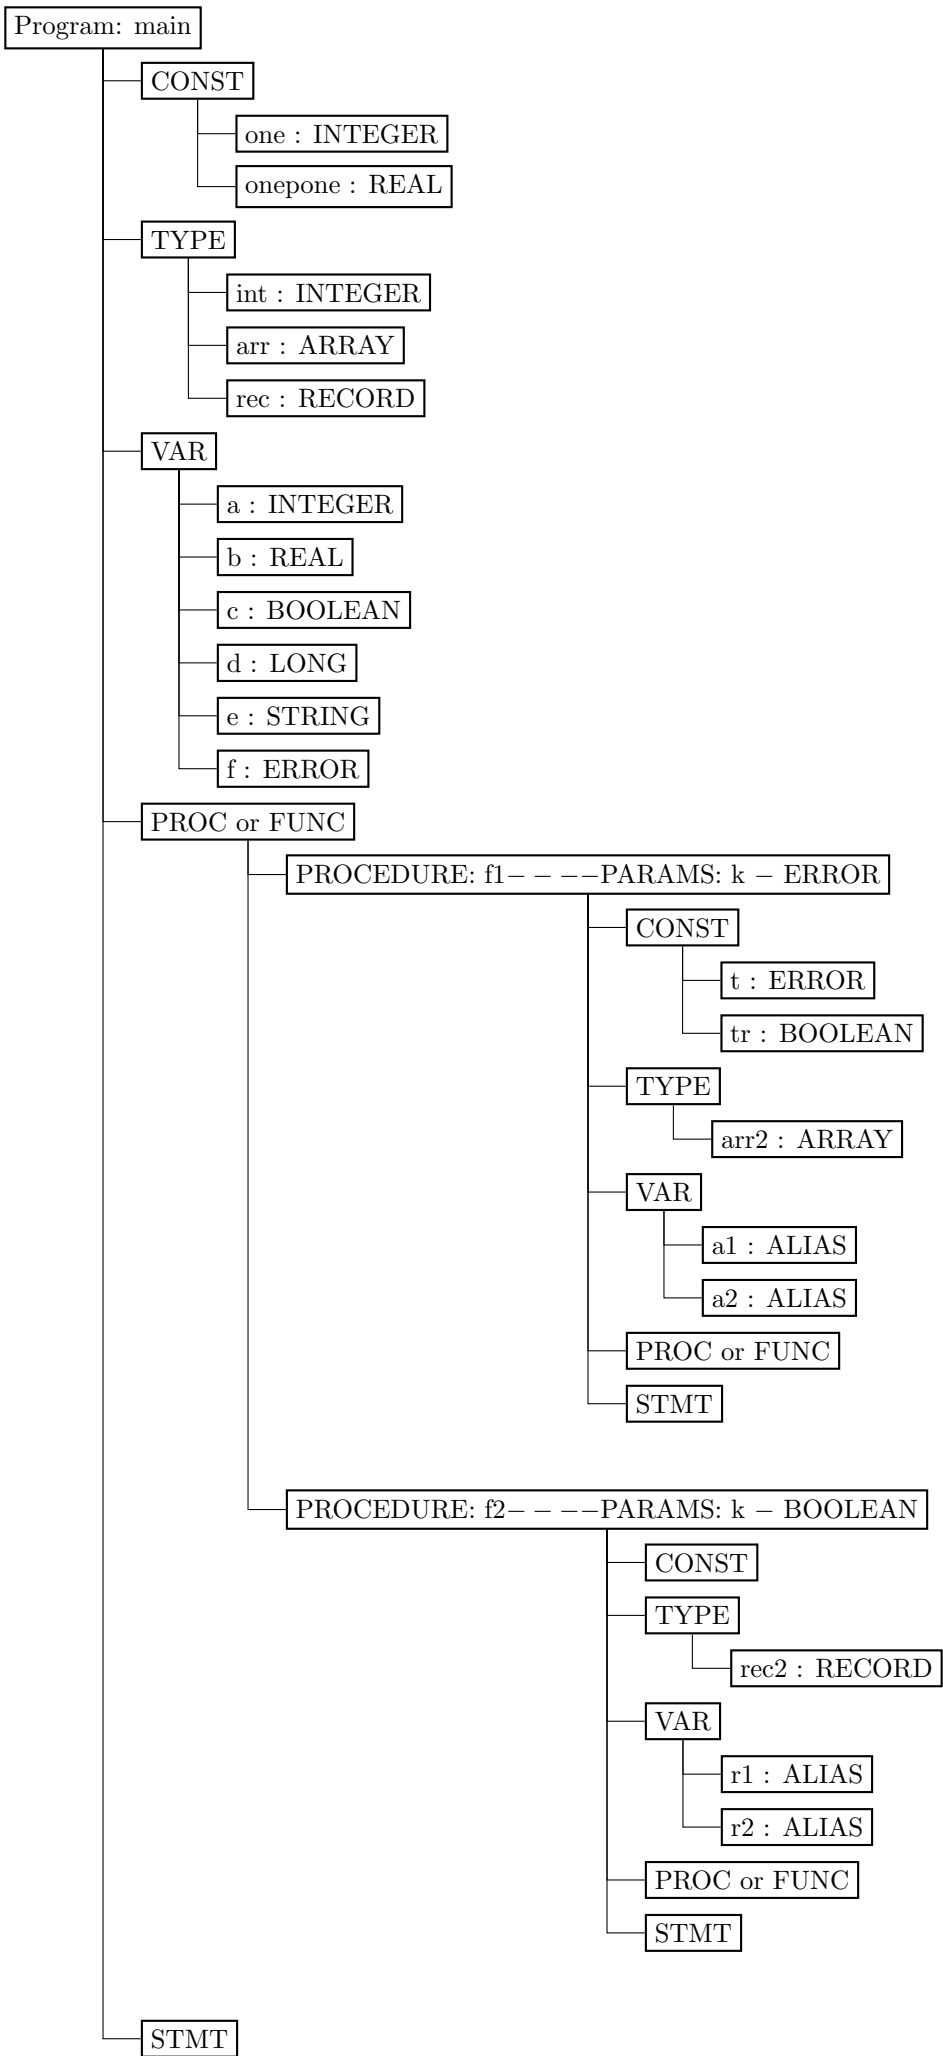 Program: main
CONST
one : INTEGER
onepone : REAL
TYPE
int : INTEGER
arr : ARRAY
rec : RECORD
VAR
a : INTEGER
b : REAL
c : BOOLEAN
d : LONG
e : STRING
f : ERROR
PROC or FUNC
PROCEDURE: f1− − −−PARAMS: k − ERROR
CONST
t : ERROR
tr : BOOLEAN
TYPE
arr2 : ARRAY
VAR
a1 : ALIAS
a2 : ALIAS
PROC or FUNC
STMT
PROCEDURE: f2− − −−PARAMS: k − BOOLEAN
CONST
TYPE
rec2 : RECORD
VAR
r1 : ALIAS
r2 : ALIAS
PROC or FUNC
STMT
STMT